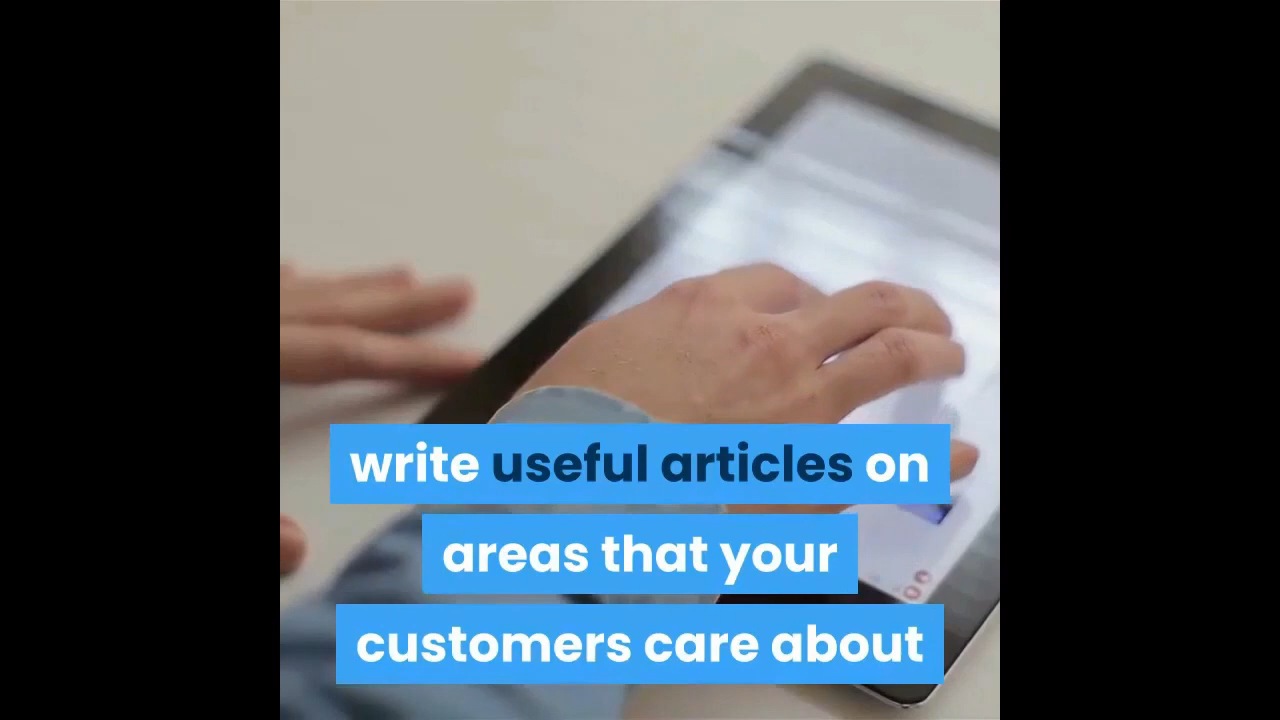 write useful articles on
areas that your
customers care about